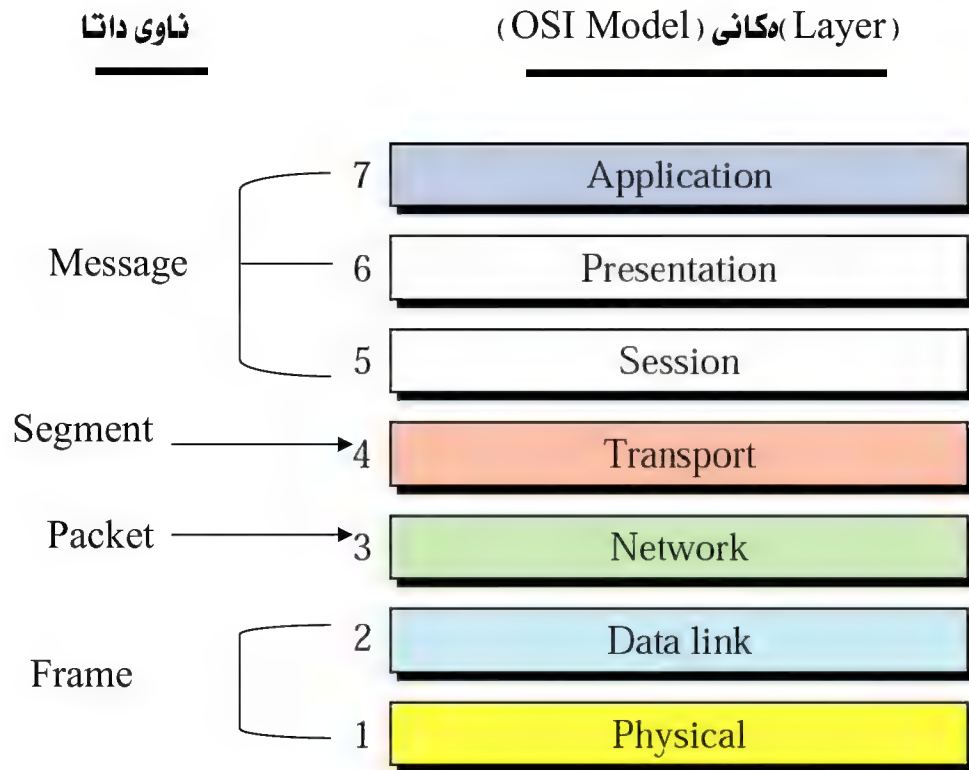 ناوی داتا
(Layer)ەکانی (OSI Model)
7 Application
Message
6 Presentation
5 Session
Segment
4 Transport
Packet
3 Network
2 Data link
Frame
1 Physical